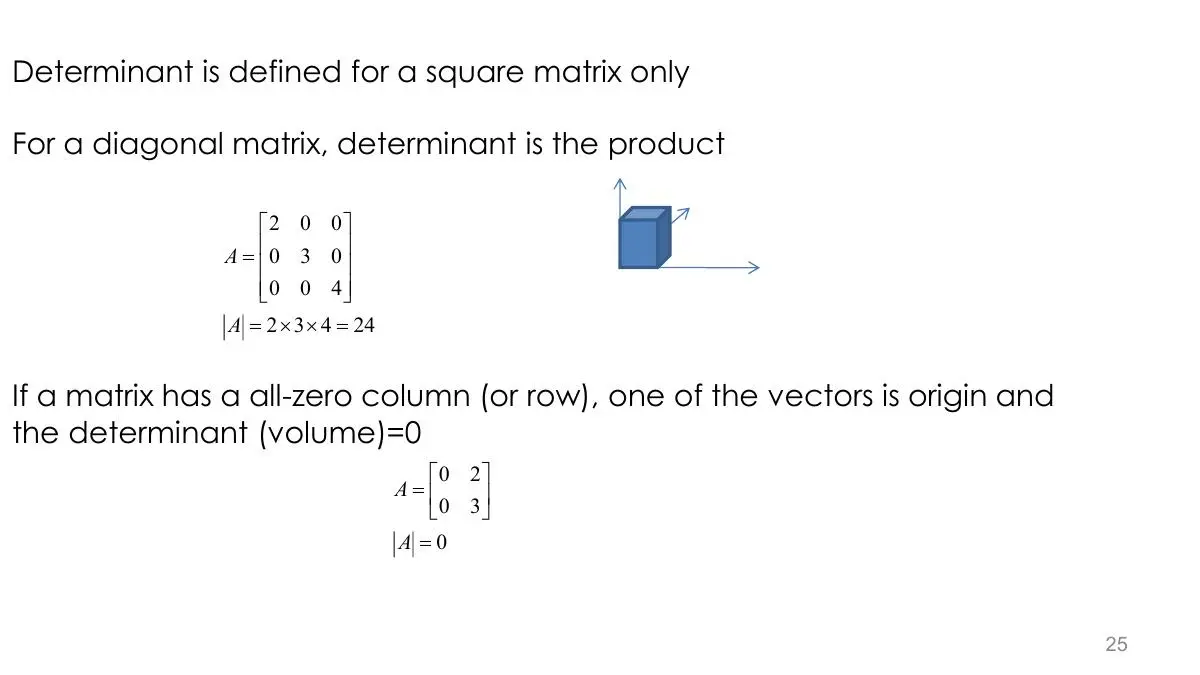 Determinant is defined for a square matrix only
For a diagonal matrix, determinant is the product
A = [2 0 0
0 3 0
0 0 4]
|A| = 2×3×4 = 24
If a matrix has a all-zero column (or row), one of the vectors is origin and
the determinant (volume)=0
A = [0 2
0 3]
|A| = 0
25